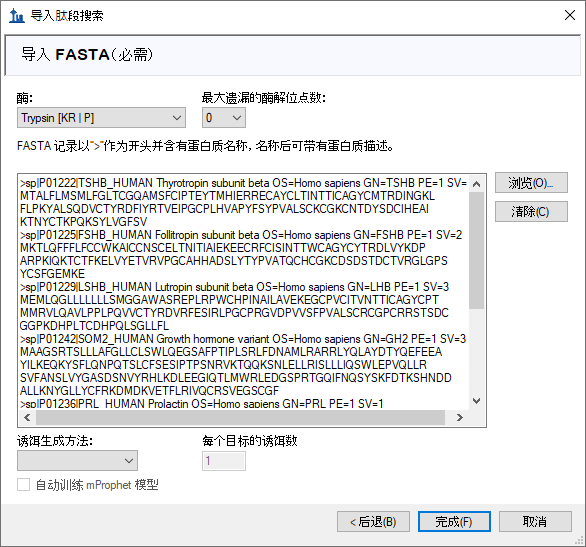 导入肽段搜索
导入 FASTA(必需)
酶:
最大遗漏的酶解位点数:
Trypsin [KR | P]
0
FASTA 记录以">"作为开头并含有蛋白质名称，名称后可带有蛋白质描述。
>sp|P01222|TSHB_HUMAN Thyrotropin subunit beta OS=Homo sapiens GN=TSHB PE=1 SV=
MTALFLMSMLFGLTCGQAMSFCIPTEYTMHIERRECAYCLTINTTICAGYCMTRDINGKL
FLPKYALSQDVCTYRDFIYRTVEIPGCPLHVAPYFSYPVALSCKCGKCNTDYSDCIHEAI
KTNYCTKPQKSYLVGFSV
>sp|P01225|FSHB_HUMAN Follitropin subunit beta OS=Homo sapiens GN=FSHB PE=1 SV=2
MKTLQFFFLFCCWKAICCNSCELTNITIAIEKEECRFCISINTTWCAGYCYTRDLVYKDP
ARPKIQKTCTFKELVYETVRVPGCAHHADSLYTYPVATQCHCGKCDSDSTDCTVRGLGPS
YCSFGEMKE
>sp|P01229|LSHB_HUMAN Lutropin subunit beta OS=Homo sapiens GN=LHB PE=1 SV=3
MEMLQGLLLLLLLSMGGAWASREPLRPWCHPINAILAVEKEGCPVCITVNTTICAGYCPT
MMRVLQAVLPPLPQVVCTYRDVRFESIRLPGCPRGVDPVVSFPVALSCRCGPCRRSTSDC
GGPKDHPLTCDHPQLSGLLFL
>sp|P01242|SOM2_HUMAN Growth hormone variant OS=Homo sapiens GN=GH2 PE=1 SV=3
MAAGSRTSLLLAFGLLCLSWLQEGSAFPTIPLSRLFDNAMLRARRLYQLAYDTYQEFEEA
YILKEQKYSFLQNPQTSLCFSESIPTPSNRVKTQQKSNLELLRISLLLIQSWLEPVQLLR
SVFANSLVYGASDSNVYRHLKDLEEGIQTLMWRLEDGSPRTGQIFNQSYSKFDTKSHNDD
ALLKNYGLLYCFRKDMDKVETFLRIVQCRSVEGSCGF
>sp|P01236|PRL_HUMAN Prolactin OS=Homo sapiens GN=PRL PE=1 SV=1
浏览(O)...
清除(C)
诱饵生成方法:
每个目标的诱饵数
1
自动训练 mProphet 模型
< 后退(B)
完成(F)
取消